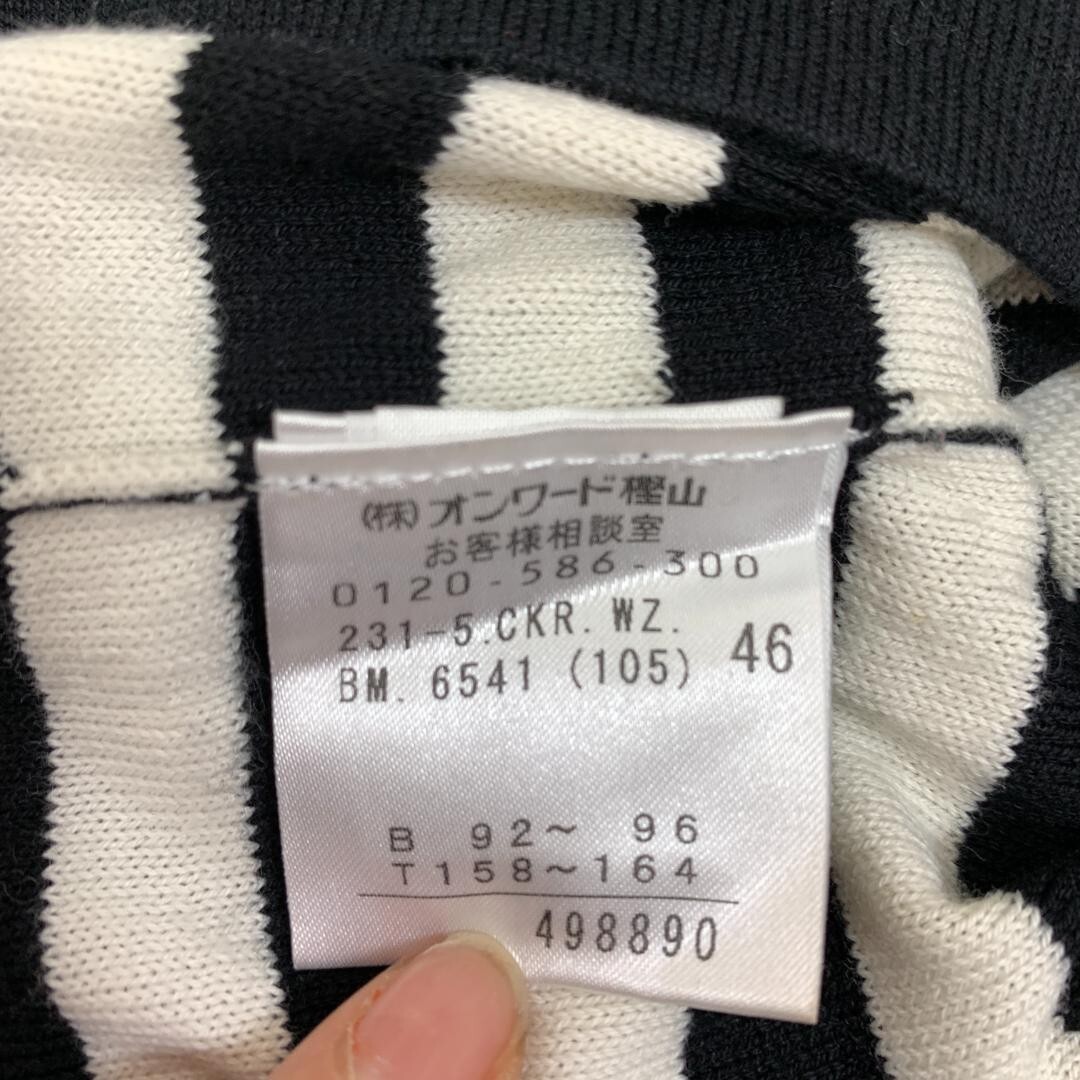 (株)オンワード樫山
お客様相談室
0120-586-300
231-5.CKR.WZ.
BM. 6541 (105) 46
B 92～ 96
T158～164
498890